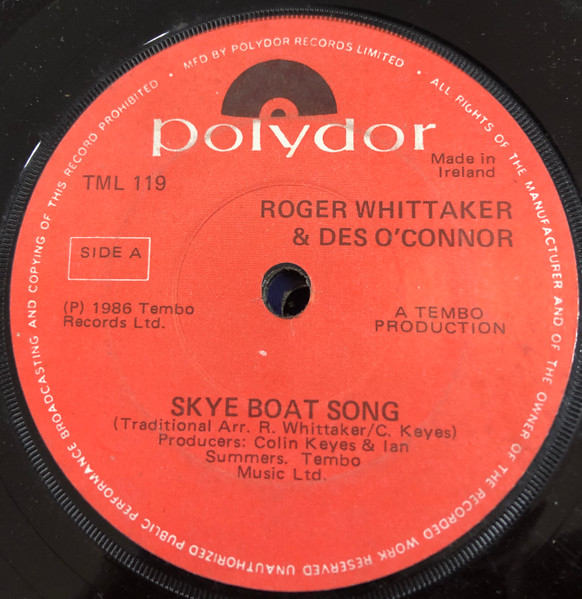 MFD BY POLYDOR RECORDS LIMITED • ALL RIGHTS OF THE MANUFACTURER AND OF THE OWNER OF THE RECORDED WORK RESERVED UNAUTHORIZED PUBLIC PERFORMANCE BROADCASTING AND COPYING OF THIS RECORD PROHIBITED •
polydor
Made in
Ireland
TML 119
ROGER WHITTAKER
& DES O'CONNOR
SIDE A
(P) 1986 Tembo
Records Ltd.
A TEMBO
PRODUCTION
SKYE BOAT SONG
(Traditional Arr. R. Whittaker/C. Keyes)
Producers: Colin Keyes & Ian
Summers. Tembo
Music Ltd.